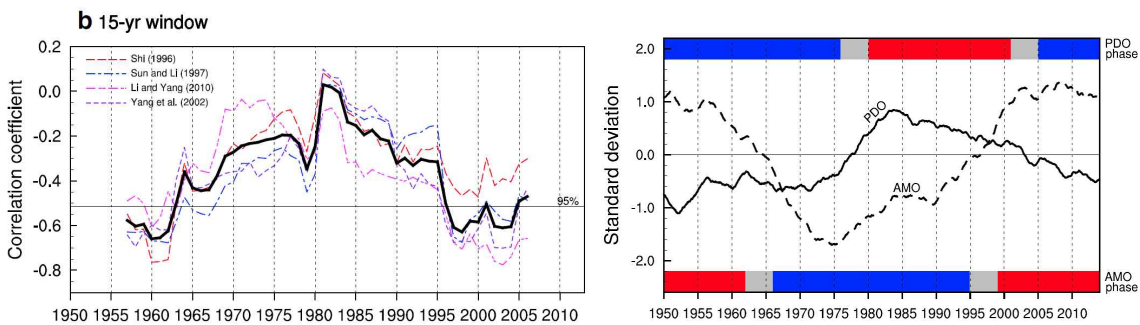 b 15-yr window
Correlation coefficient
0.2
0.0
-0.2
-0.4
-0.6
-0.8
Shi (1996)
Sun and Li (1997)
Li and Yang (2010)
Yang et al. (2002)
95%
1950 1955 1960 1965 1970 1975 1980 1985 1990 1995 2000 2005 2010
Standard deviation
2.0
1.0
0.0
-1.0
-2.0
PDO
phase
PDO
AMO
AMO
phase
1950 1955 1960 1965 1970 1975 1980 1985 1990 1995 2000 2005 2010